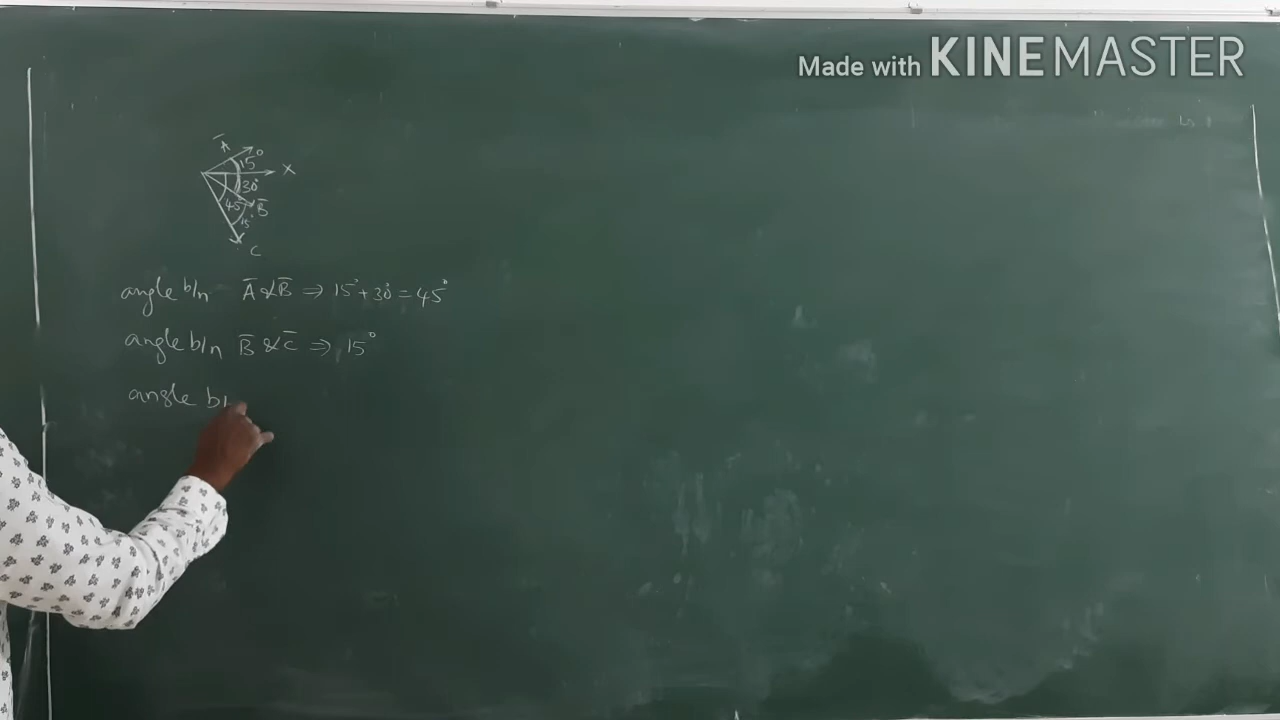 Made with KINEMASTER
A
15°
X
30°
45°
B
15°
C
angle b/n A̅ & B̅ ⇒ 15°+30°=45°
angle b/n B̅ & C̅ ⇒ 15°
angle b/